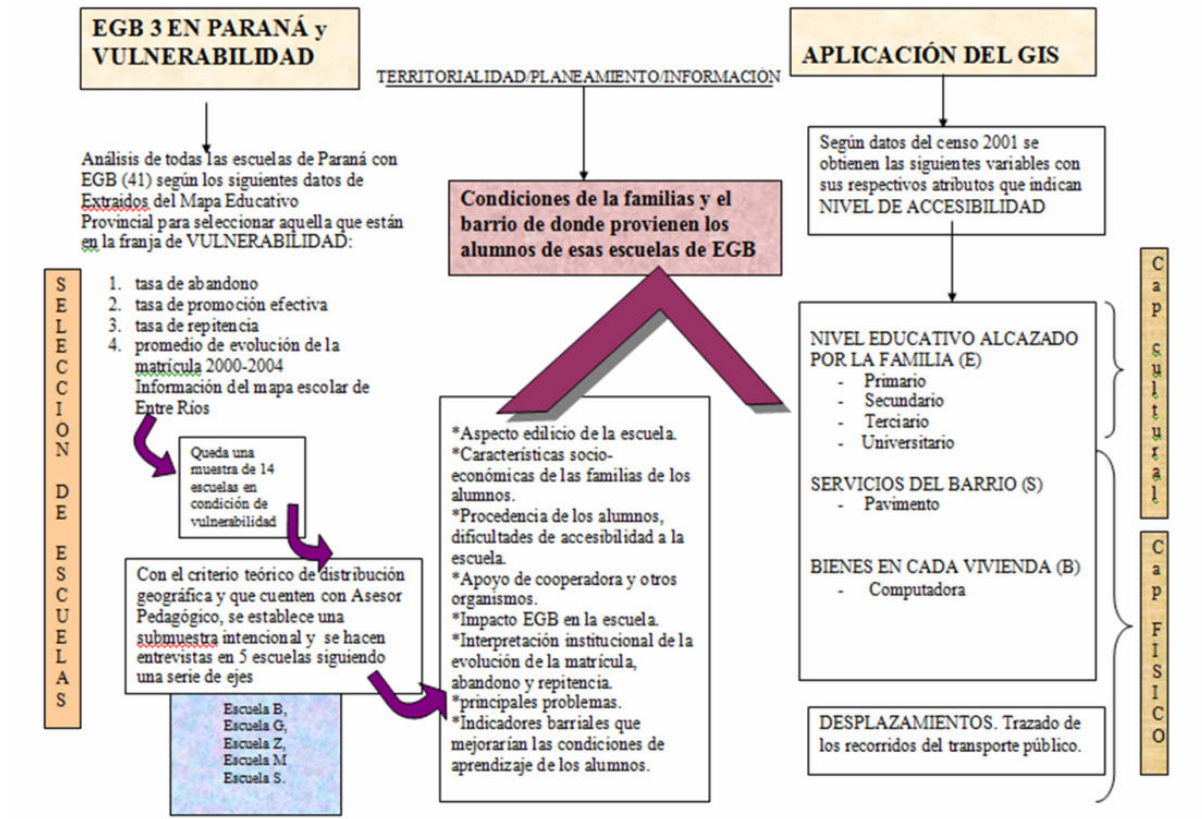 EGB 3 EN PARANÁ y
VULNERABILIDAD
TERRITORIALIDAD/PLANEAMIENTO/INFORMACIÓN
APLICACIÓN DEL GIS
Análisis de todas las escuelas de Paraná con
EGB (41) según los siguientes datos de
Extraidos del Mapa Educativo
Provincial para seleccionar aquella que están
en la franja de VULNERABILIDAD:
1. tasa de abandono
2. tasa de promoción efectiva
3. tasa de repitencia
4. promedio de evolución de la
matrícula 2000-2004
Información del mapa escolar de
Entre Ríos
SELECCIÓN DE ESCUELAS
Queda una
muestra de 14
escuelas en
condición de
vulnerabilidad
Con el criterio teórico de distribución
geográfica y que cuenten con Asesor
Pedagógico, se establece una
submuestra intencional y se hacen
entrevistas en 5 escuelas siguiendo
una serie de ejes
Escuela B,
Escuela G,
Escuela Z,
Escuela M
Escuela S.
Condiciones de la familias y el
barrio de donde provienen los
alumnos de esas escuelas de EGB
*Aspecto edilicio de la escuela.
*Características socio-
económicas de las familias de los
alumnos.
*Procedencia de los alumnos,
dificultades de accesibilidad a la
escuela.
*Apoyo de cooperadora y otros
organismos.
*Impacto EGB en la escuela.
*Interpretación institucional de la
evolución de la matrícula,
abandono y repitencia.
*principales problemas.
*Indicadores barriales que
mejorarían las condiciones de
aprendizaje de los alumnos.
Según datos del censo 2001 se
obtienen las siguientes variables con
sus respectivos atributos que indican
NIVEL DE ACCESIBILIDAD
NIVEL EDUCATIVO ALCAZADO
POR LA FAMILIA (E)
- Primario
- Secundario
- Terciario
- Universitario
SERVICIOS DEL BARRIO (S)
- Pavimento
BIENES EN CADA VIVIENDA (B)
- Computadora
DESPLAZAMIENTOS. Trazado de
los recorridos del transporte público.
Cap cultural
Cap FISICO